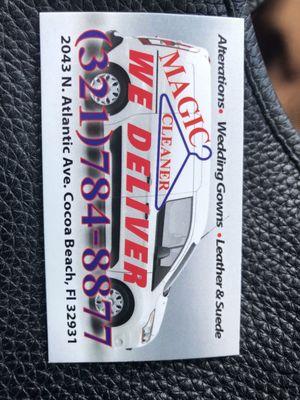 Alterations • Wedding Gowns • Leather & Suede
MAGIC
CLEANER
WE DELIVER
(321)784-8877
2043 N. Atlantic Ave. Cocoa Beach, Fl 32931